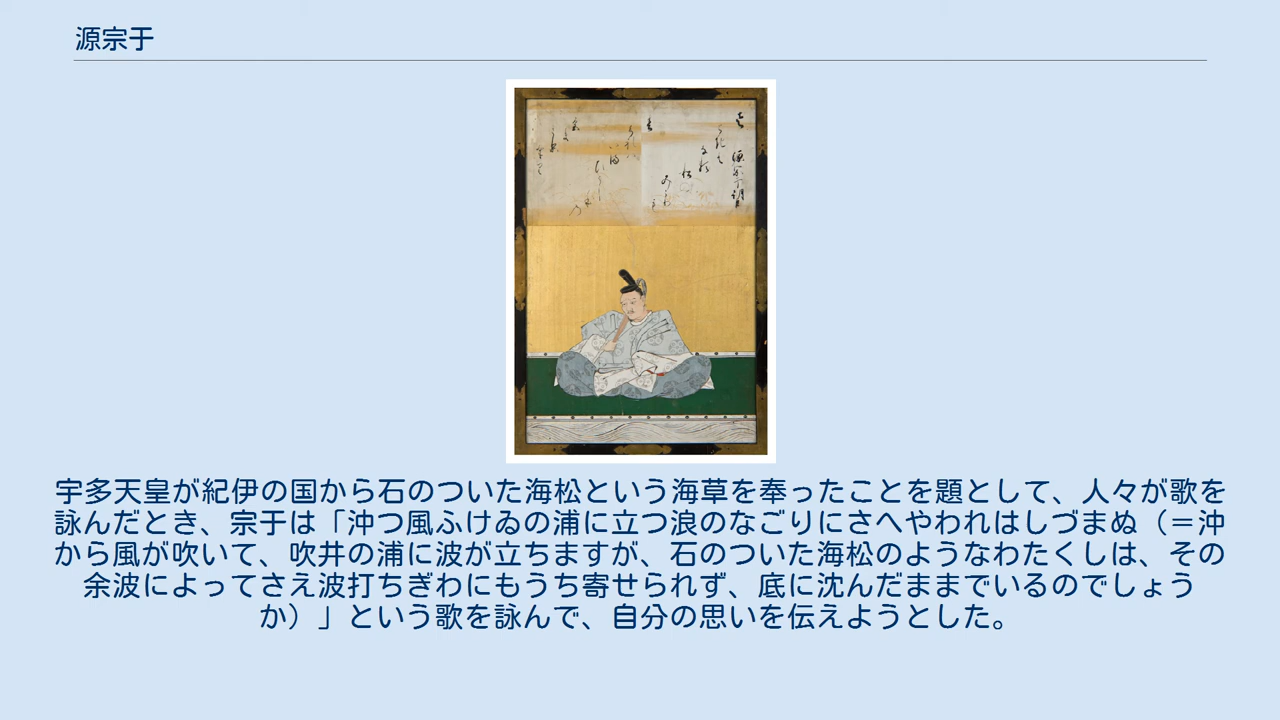 源宗于
宇多天皇が紀伊の国から石のついた海松という海草を奉ったことを題として、人々が歌を
詠んだとき、宗于は「沖つ風ふけゐの浦に立つ浪のなごりにさへやわれはしづまぬ（＝沖
から風が吹いて、吹井の浦に波が立ちますが、石のついた海松のようなわたくしは、その
余波によってさえ波打ちぎわにもうち寄せられず、底に沈んだままでいるのでしょう
か）」という歌を詠んで、自分の思いを伝えようとした。